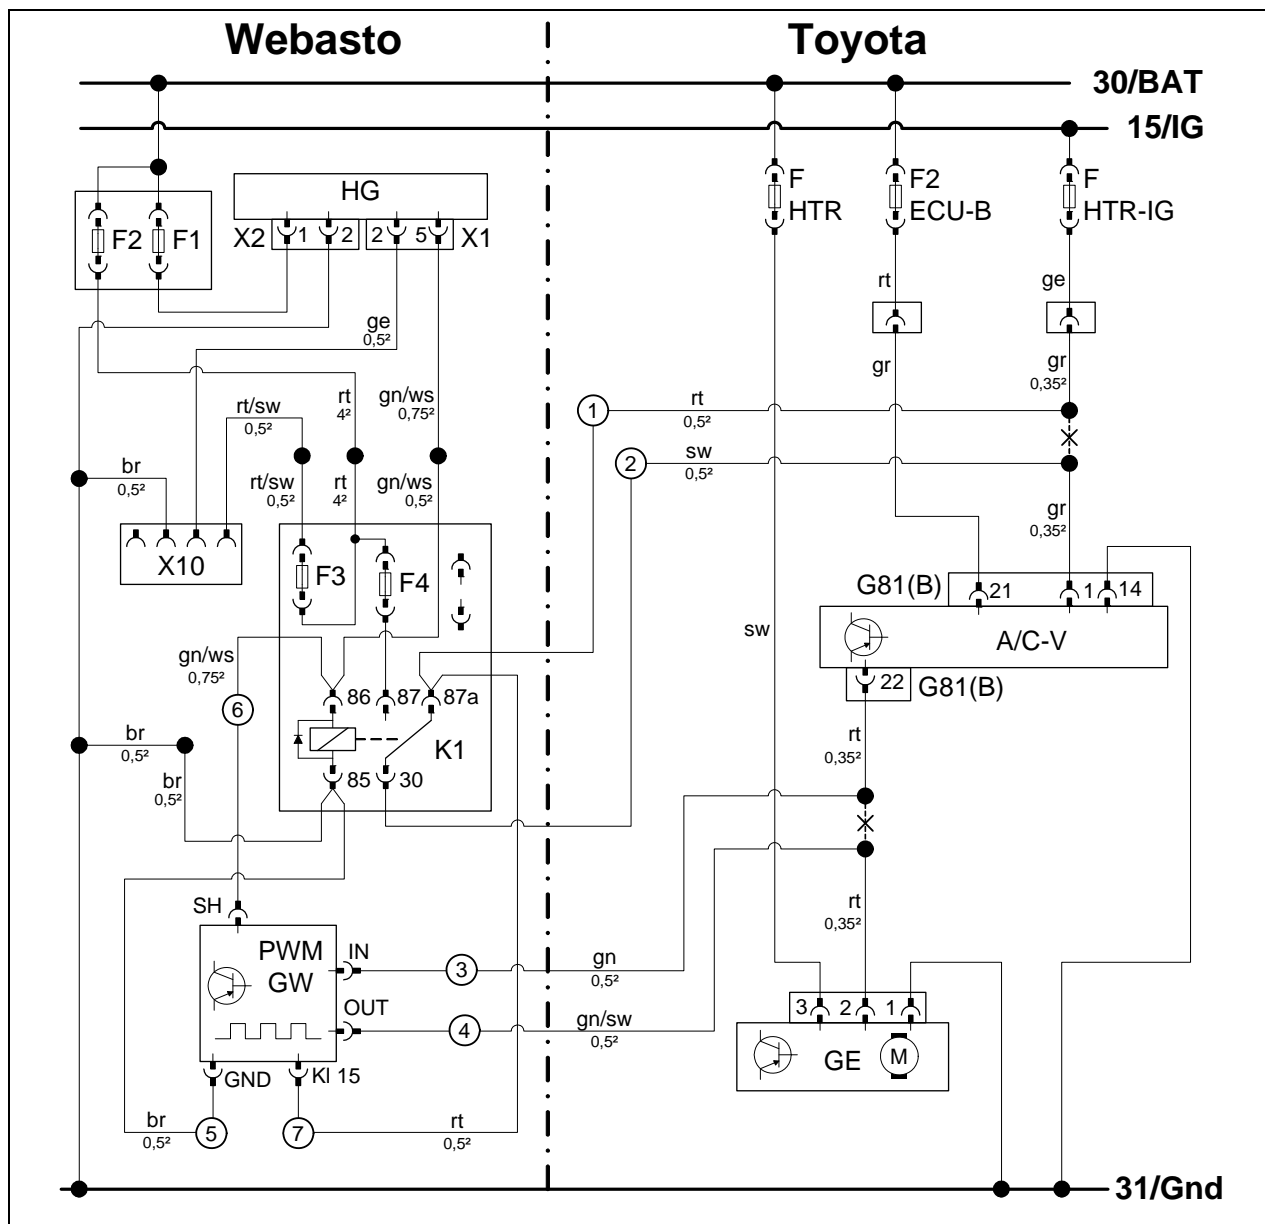 Webasto
Toyota
30/BAT
15/IG
HG
F
HTR
F2
ECU-B
F
HTR-IG
F2
F1
X2
1
2
2
5
X1
rt
ge
ge
0,5²
gr
gr
0,35²
rt/sw
0,5²
rt
4²
gn/ws
0,75²
1
rt
0,5²
2
sw
0,5²
br
0,5²
rt/sw
0,5²
rt
4²
gn/ws
0,5²
gr
0,35²
X10
F3
F4
G81(B)
21
1
14
sw
A/C-V
gn/ws
0,75²
86
87
87a
22
G81(B)
6
br
0,5²
K1
rt
0,35²
br
0,5²
85
30
SH
rt
0,35²
PWM
GW
IN
3
gn
0,5²
OUT
4
gn/sw
0,5²
3
2
1
GE
M
GND
Kl 15
br
0,5²
5
7
rt
0,5²
31/Gnd